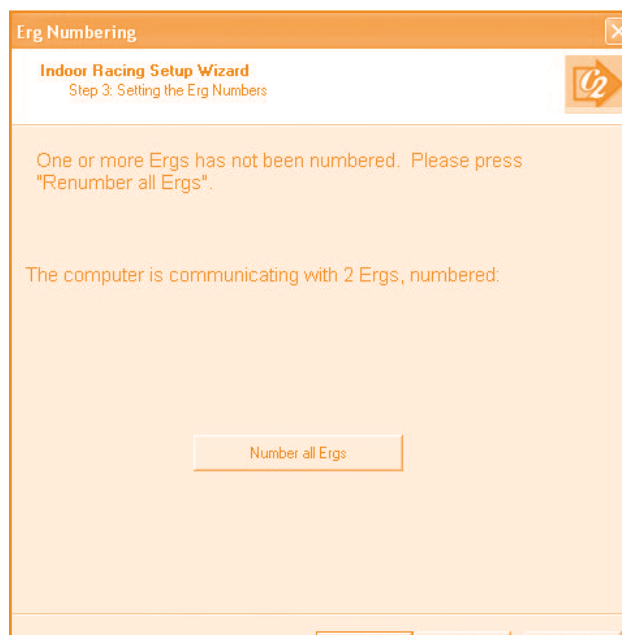 Erg Numbering
Indoor Racing Setup Wizard
Step 3: Setting the Erg Numbers
C2
One or more Ergs has not been numbered. Please press
"Renumber all Ergs".
The computer is communicating with 2 Ergs, numbered:
Number all Ergs